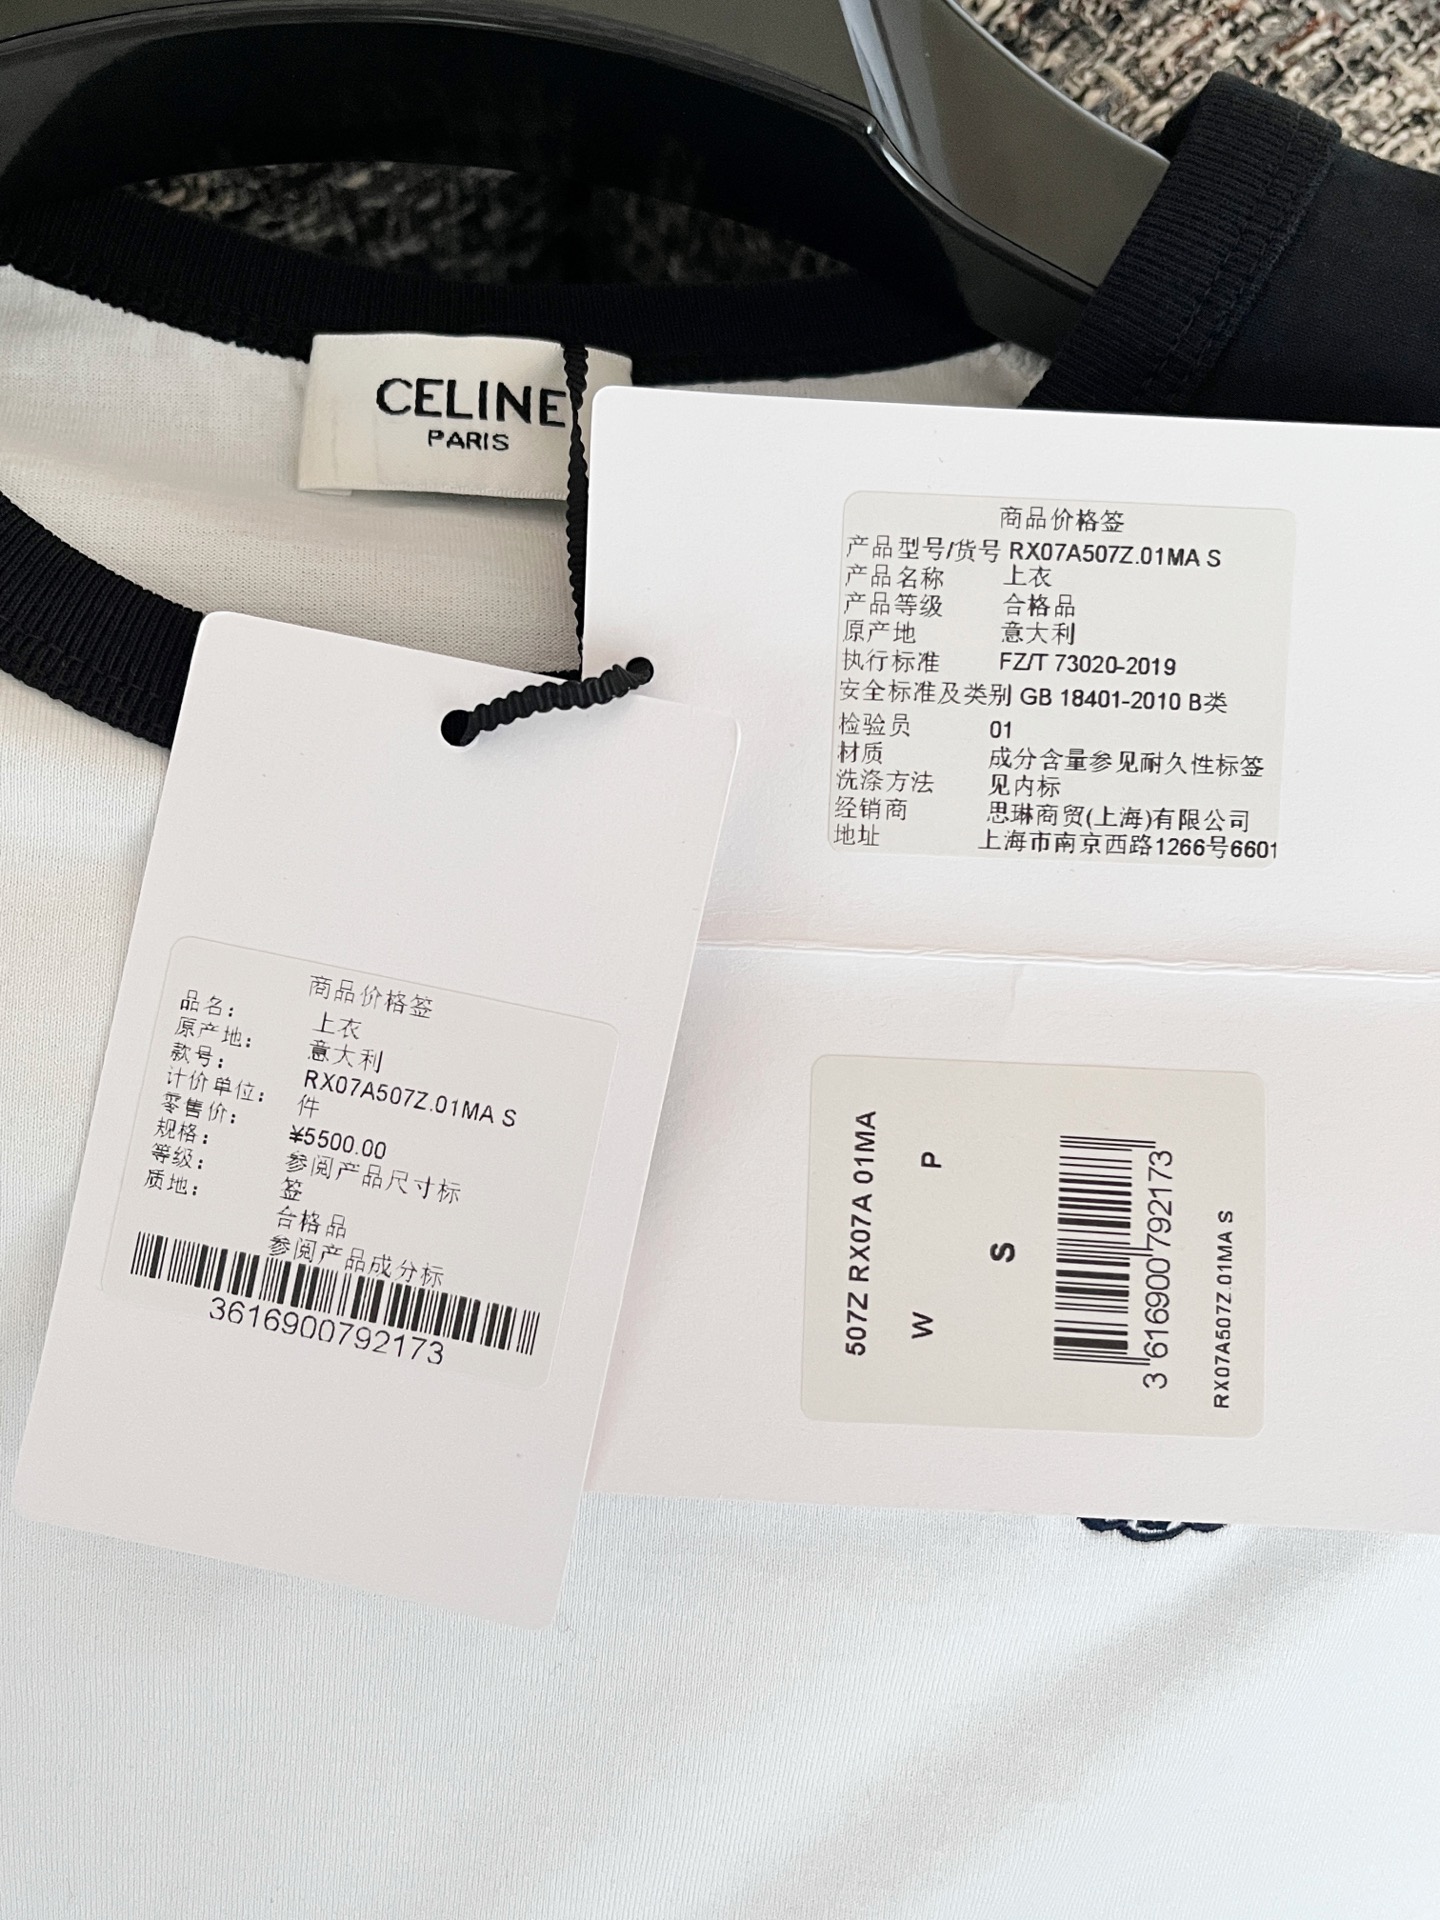 CELINE
PARIS
商品价格签
产品型号/货号 RX07A507Z.01MA S
产品名称 上衣
产品等级 合格品
原产地 意大利
执行标准 FZ/T 73020-2019
安全标准及类别 GB 18401-2010 B类
检验员 01
材质 成分含量参见耐久性标签
洗涤方法 见内标
经销商 思琳商贸(上海)有限公司
地址 上海市南京西路1266号6601
商品价格签
品名: 上衣
原产地: 意大利
款号: RX07A507Z.01MA S
计价单位: 件
零售价: ¥5500.00
规格: 参阅产品尺寸标
签
等级: 合格品
质地: 参阅产品成分标
3616900792173
507Z RX07A 01MA
W P
S
3 616900 792173
RX07A507Z.01MA S